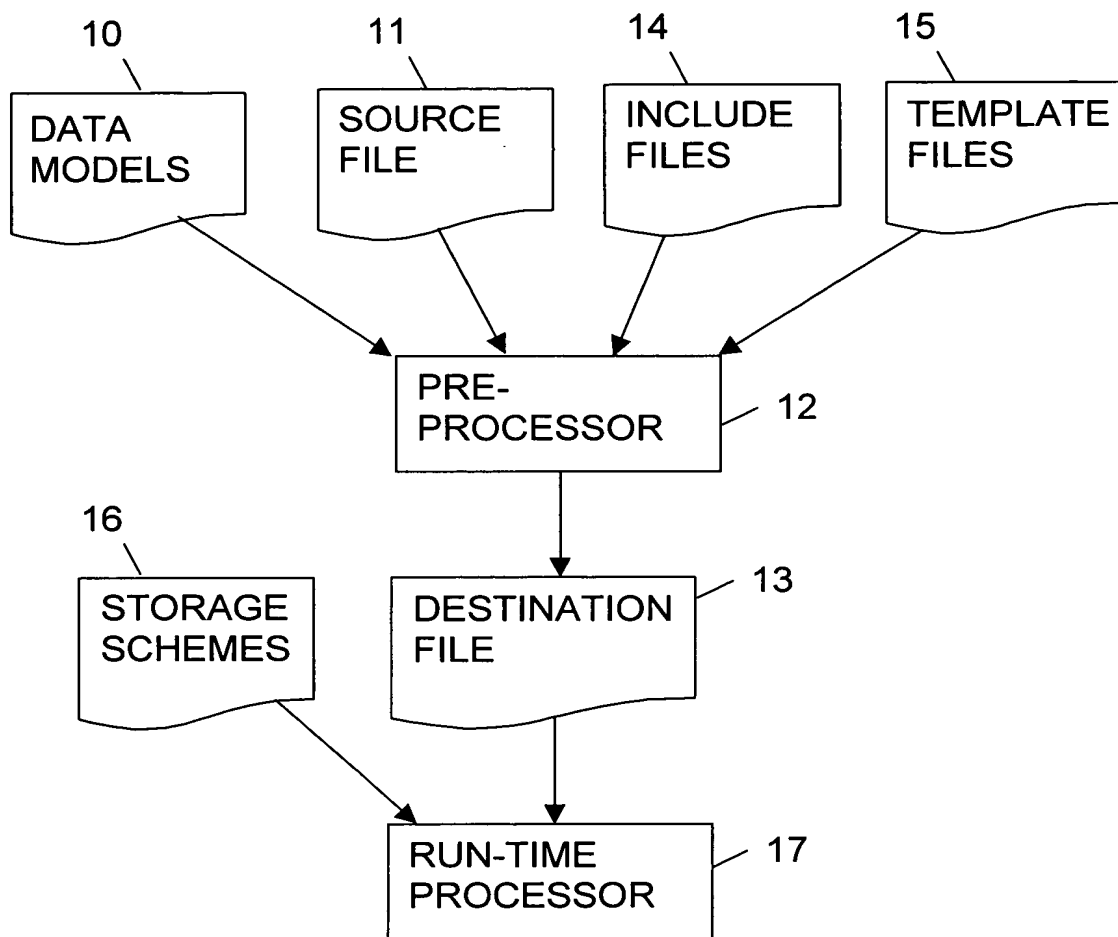 10
11
14
15
DATA
MODELS
SOURCE
FILE
INCLUDE
FILES
TEMPLATE
FILES
PRE-
PROCESSOR
12
16
STORAGE
SCHEMES
DESTINATION
FILE
13
RUN-TIME
PROCESSOR
17